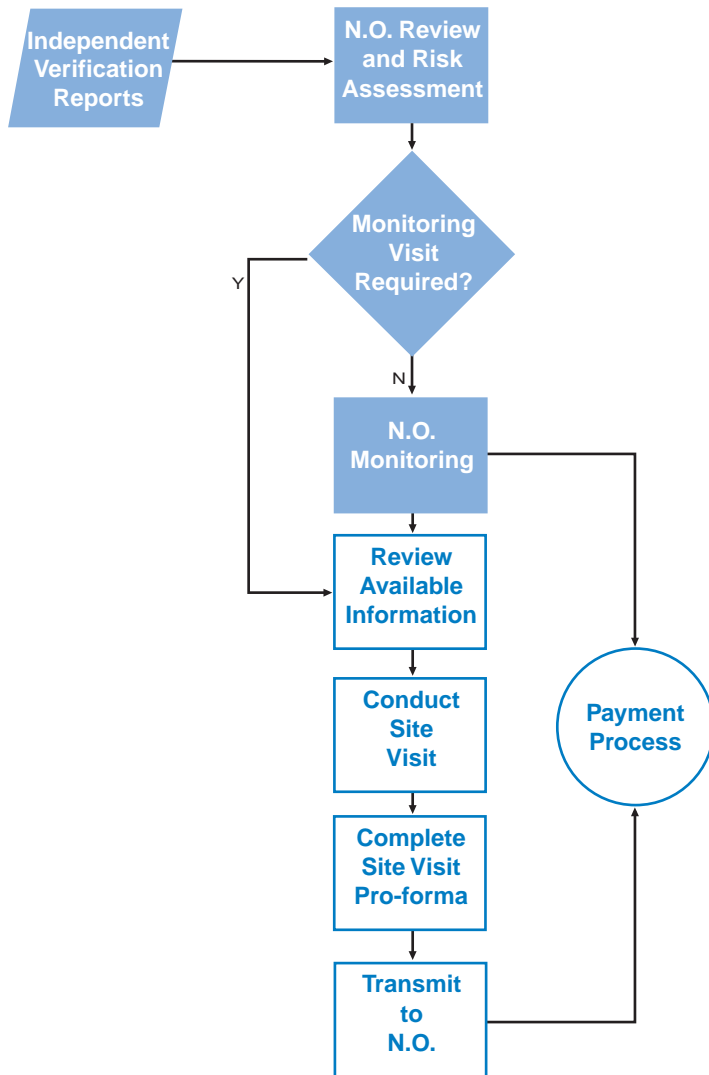 Independent
Verification
Reports
N.O. Review
and Risk
Assessment
Monitoring
Visit
Required?
Y
N
N.O.
Monitoring
Review
Available
Information
Conduct
Site
Visit
Payment
Process
Complete
Site Visit
Pro-forma
Transmit
to
N.O.